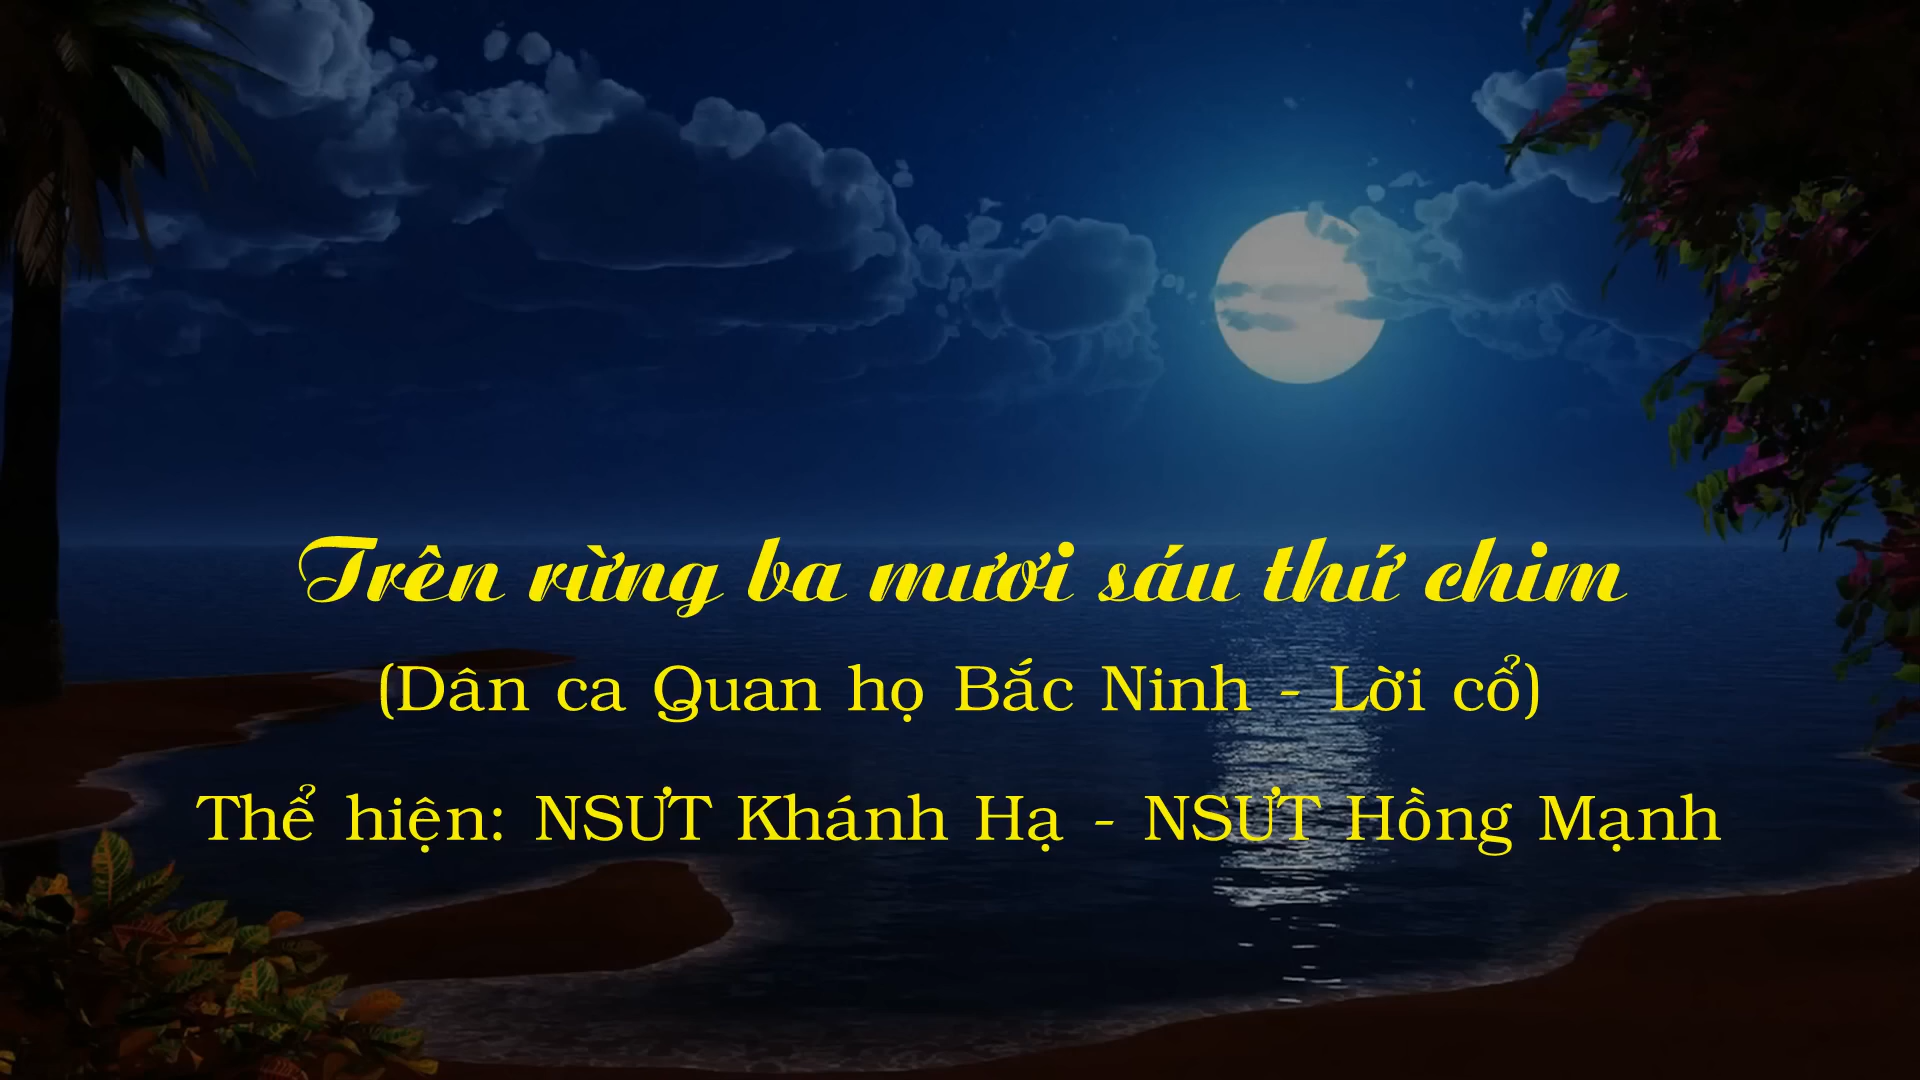 Trên rừng ba mươi sáu thứ chim
(Dân ca Quan họ Bắc Ninh - Lời cổ)
Thể hiện: NSƯT Khánh Hạ - NSƯT Hồng Mạnh